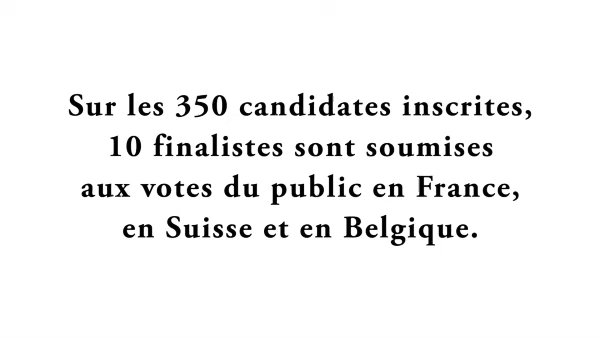 Sur les 350 candidates inscrites,
10 finalistes sont soumises
aux votes du public en France,
en Suisse et en Belgique.